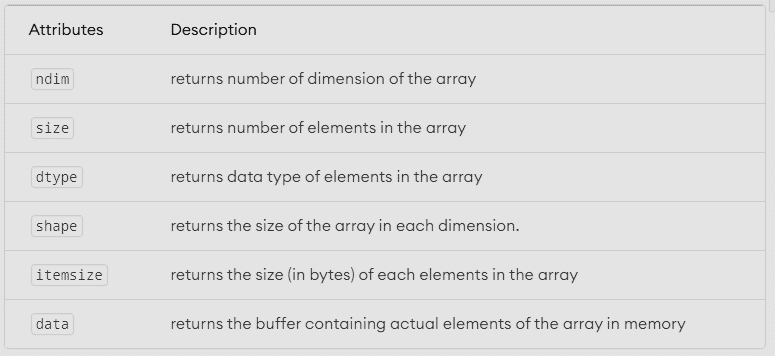 Attributes Description
ndim returns number of dimension of the array
size returns number of elements in the array
dtype returns data type of elements in the array
shape returns the size of the array in each dimension.
itemsize returns the size (in bytes) of each elements in the array
data returns the buffer containing actual elements of the array in memory